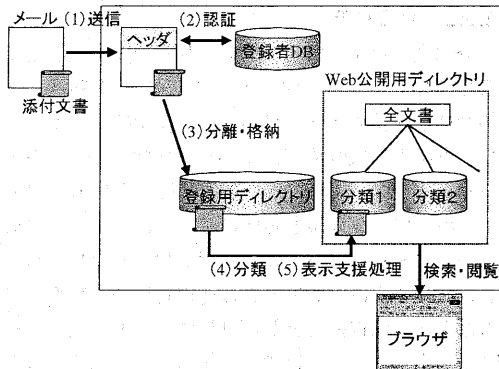 メール (1)送信
ヘッダ
(2)認証
登録者DB
添付文書
Web公開用ディレクトリ
全文書
(3)分離・格納
登録用ディレクトリ
分類1
分類2
(4)分類 (5)表示支援処理
検索・閲覧
ブラウザ